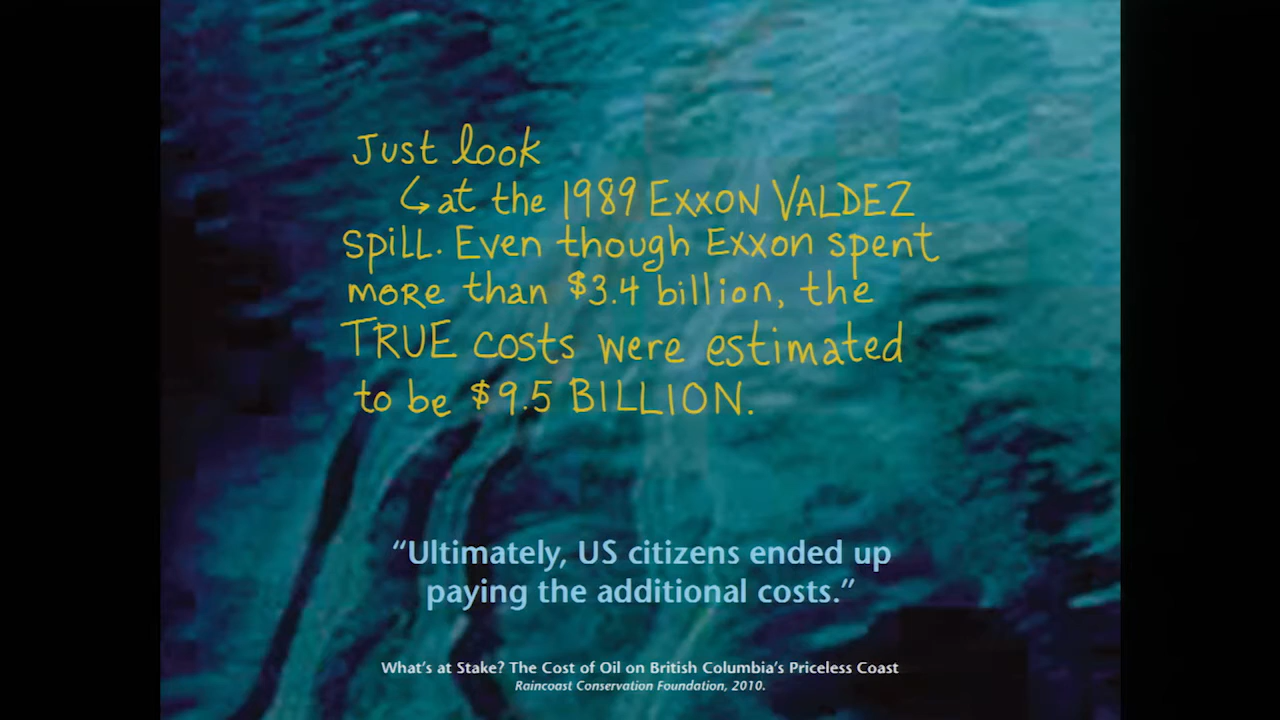 Just look
↳ at the 1989 EXXON VALDEZ
SPiLL. Even though Exxon spent
MORe than $3.4 billion, the
TRUE costs were estimated
to be $9.5 BILLION.
“Ultimately, US citizens ended up
paying the additional costs.”
What’s at Stake? The Cost of Oil on British Columbia’s Priceless Coast
Raincoast Conservation Foundation, 2010.